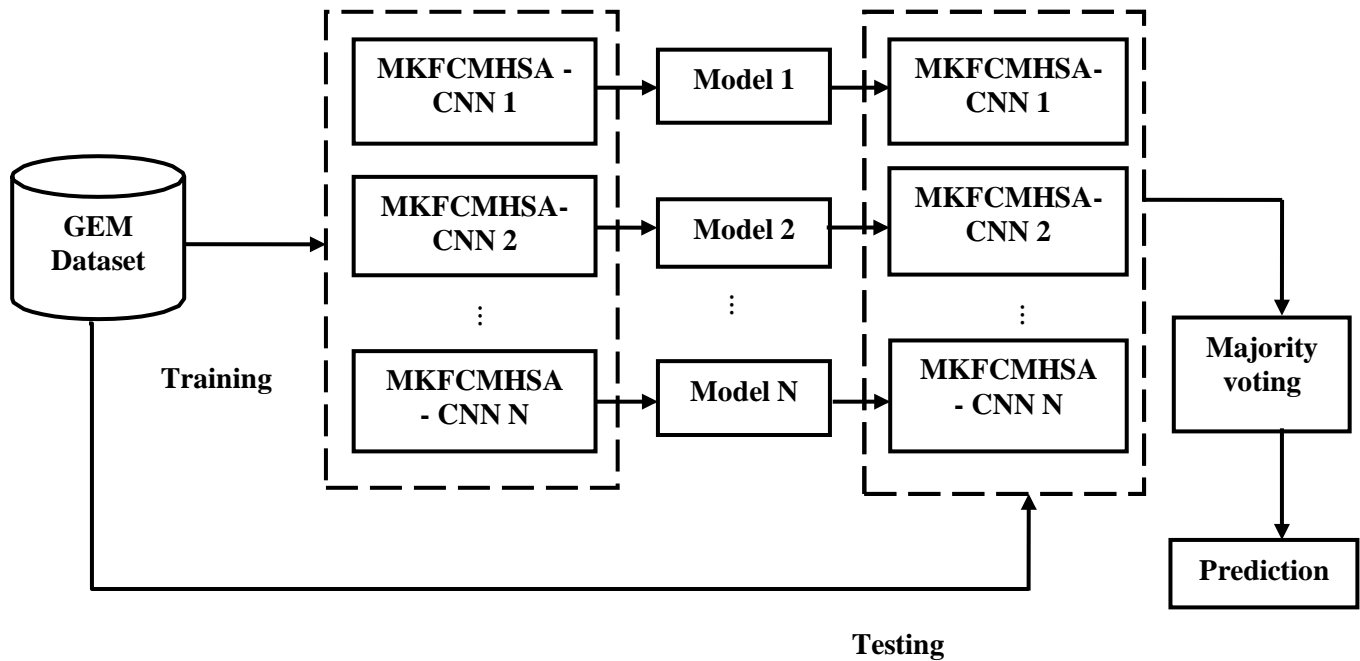 MKFCMHSA -
CNN 1
Model 1
MKFCMHSA-
CNN 1
GEM
Dataset
MKFCMHSA-
CNN 2
Model 2
MKFCMHSA-
CNN 2
...
...
...
Training
MKFCMHSA
- CNN N
Model N
MKFCMHSA
- CNN N
Majority
voting
Prediction
Testing